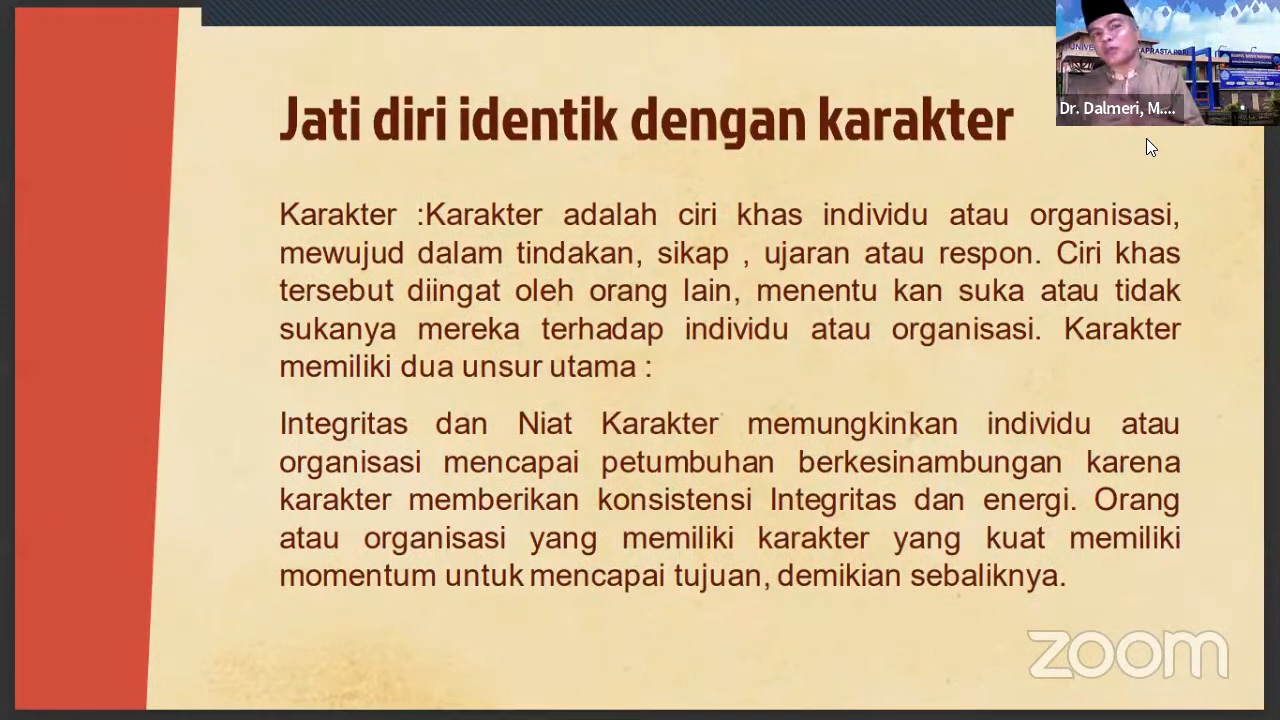 Jati diri identik dengan karakter
Karakter :Karakter adalah ciri khas individu atau organisasi,
mewujud dalam tindakan, sikap , ujaran atau respon. Ciri khas
tersebut diingat oleh orang lain, menentu kan suka atau tidak
sukanya mereka terhadap individu atau organisasi. Karakter
memiliki dua unsur utama :
Integritas dan Niat Karakter memungkinkan individu atau
organisasi mencapai petumbuhan berkesinambungan karena
karakter memberikan konsistensi Integritas dan energi. Orang
atau organisasi yang memiliki karakter yang kuat memiliki
momentum untuk mencapai tujuan, demikian sebaliknya.
Dr. Dalmeri, M....
zoom